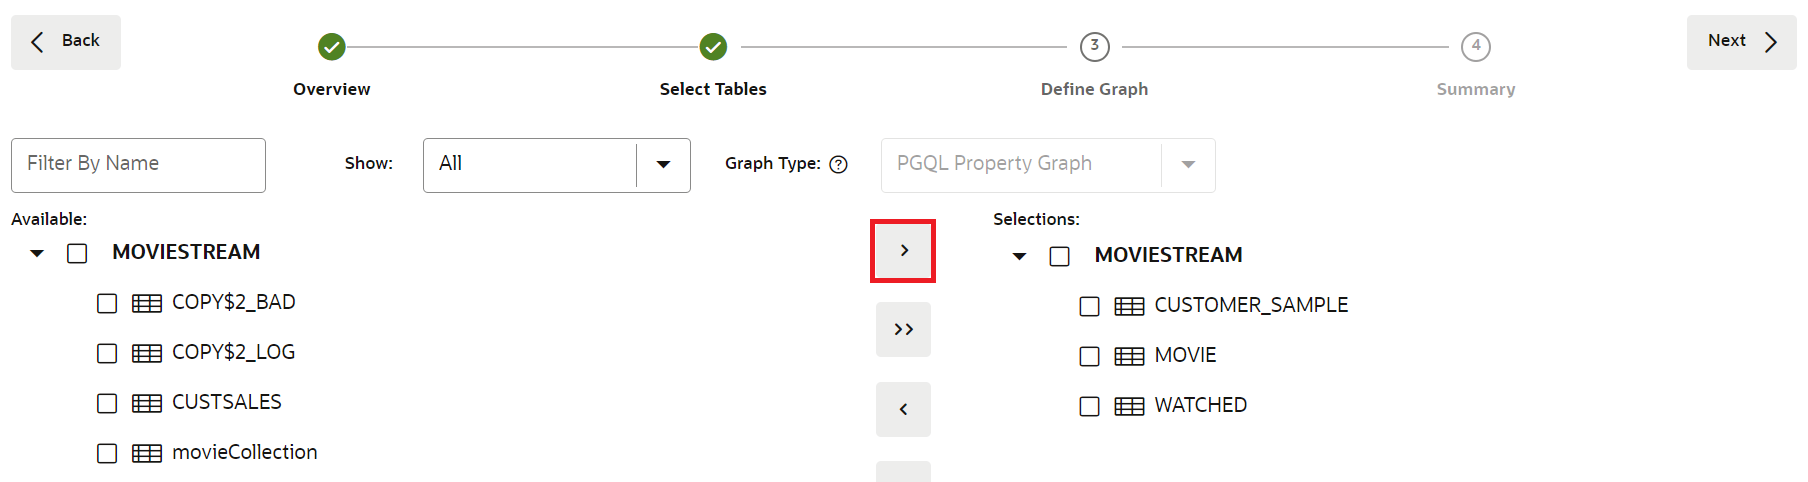 Back
3
4
Next
Overview
Select Tables
Define Graph
Summary
Filter By Name
Show:
All
Graph Type:
?
PGQL Property Graph
Available:
MOVIESTREAM
COPY$2_BAD
COPY$2_LOG
CUSTSALES
movieCollection
>
>>
<
Selections:
MOVIESTREAM
CUSTOMER_SAMPLE
MOVIE
WATCHED